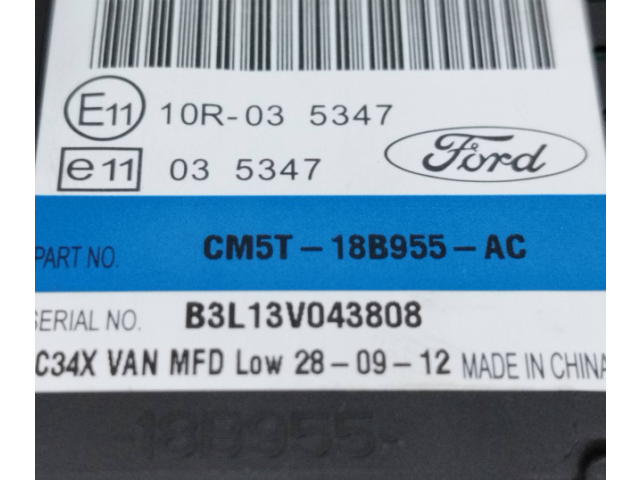 E11 10R-03 5347
e11 03 5347
Ford
PART NO. CM5T-18B955-AC
SERIAL NO. B3L13V043808
C34X VAN MFD Low 28-09-12 MADE IN CHINA
18B955-